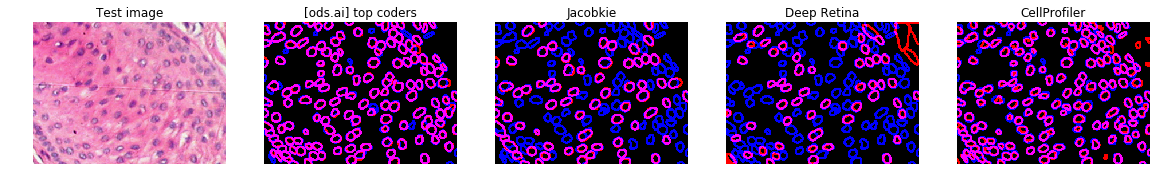 Test image
[ods.ai] top coders
Jacobkie
Deep Retina
CellProfiler